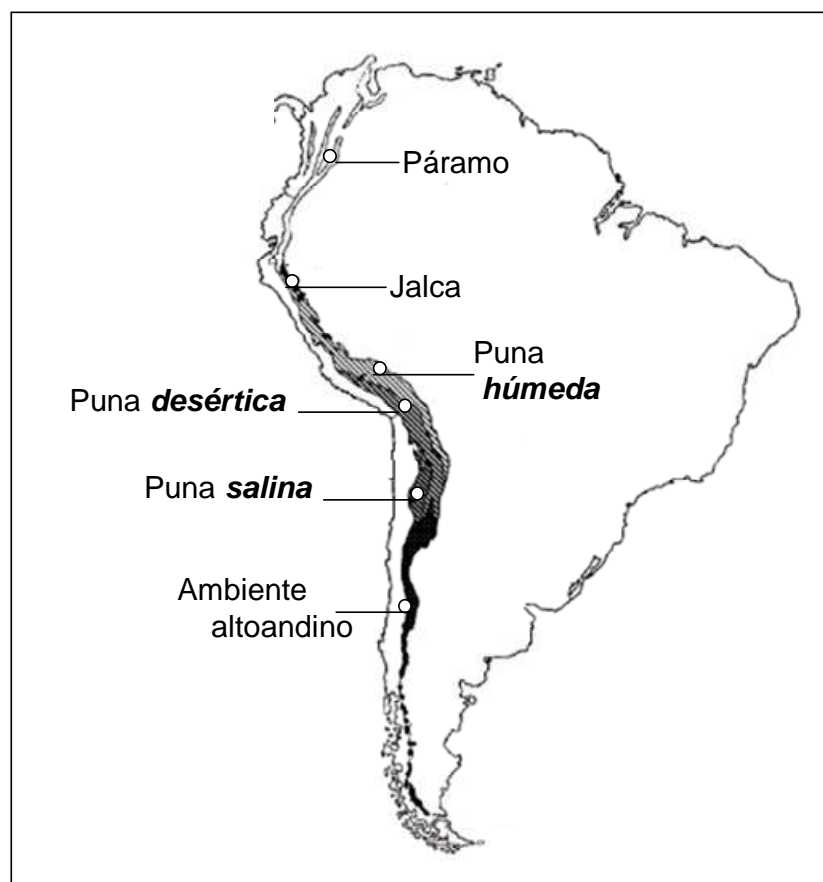 Páramo
Jalca
Puna
húmeda
Puna desértica
Puna salina
Ambiente
altoandino